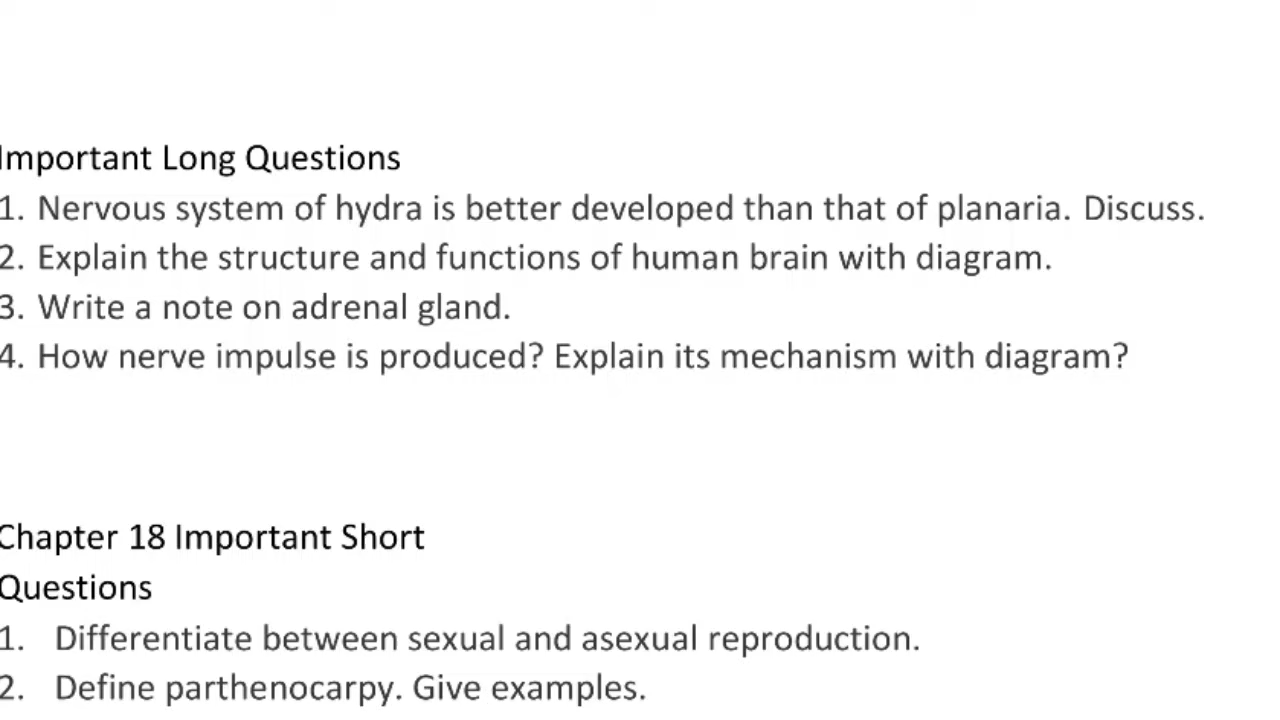 Important Long Questions
1. Nervous system of hydra is better developed than that of planaria. Discuss.
2. Explain the structure and functions of human brain with diagram.
3. Write a note on adrenal gland.
4. How nerve impulse is produced? Explain its mechanism with diagram?
Chapter 18 Important Short
Questions
1. Differentiate between sexual and asexual reproduction.
2. Define parthenocarpy. Give examples.